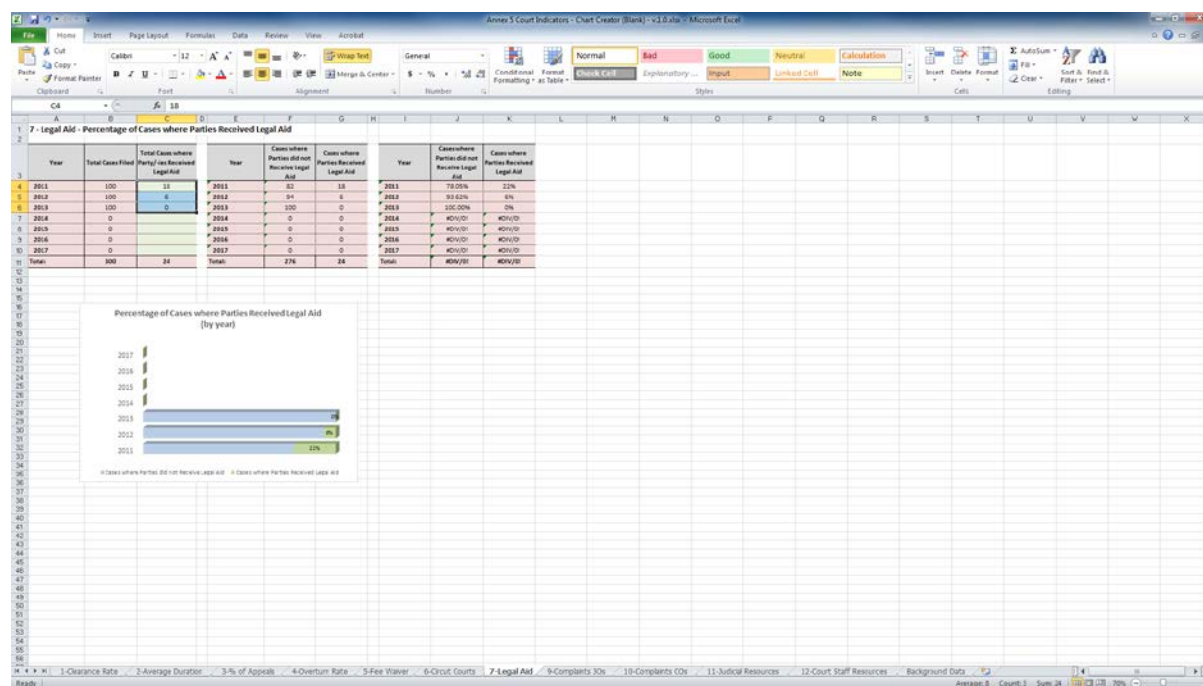 Annex 5 Court Indicators - Chart Creator (Blank) - v.1.0.xlsx - Microsoft Excel
File Home Insert Page Layout Formulas Data Review View Acrobat
Cut
Copy
Format Painter
Paste
Calibri 12
B I U
Wrap Text
Merge & Center
General
$ % ,
Conditional Formatting
Format as Table
Normal Bad Good Neutral Calculation
Check Cell Explanatory ... Input Linked Cell Note
Insert Delete Format
AutoSum
Fill
Clear
Sort & Filter
Find & Select
Clipboard Font Alignment Number Styles Cells Editing
C4 fx 18
A B C D E F G H I J K L M N O P Q R S T U V W X
7 - Legal Aid - Percentage of Cases where Parties Received Legal Aid
Year Total Cases Filed Total Cases where Party/-ies Received Legal Aid
Year Cases where Parties did not Receive Legal Aid Cases where Parties Received Legal Aid
Year Cases where Parties did not Receive Legal Aid Cases where Parties Received Legal Aid
2011 100 18 2011 82 18 2011 78.05% 22%
2012 100 6 2012 94 6 2012 93.62% 6%
2013 100 0 2013 100 0 2013 100.00% 0%
2014 0 2014 0 0 2014 #DIV/0! #DIV/0!
2015 0 2015 0 0 2015 #DIV/0! #DIV/0!
2016 0 2016 0 0 2016 #DIV/0! #DIV/0!
2017 0 2017 0 0 2017 #DIV/0! #DIV/0!
Total: 300 24 Total: 276 24 Total: #DIV/0! #DIV/0!
Percentage of Cases where Parties Received Legal Aid
(by year)
2017
2016
2015
2014
2013 0%
2012 6%
2011 22%
Cases where Parties did not Receive Legal Aid Cases where Parties Received Legal Aid
1-Clearance Rate 2-Average Duration 3-% of Appeals 4-Overturn Rate 5-Fee Waiver 6-Circut Courts 7-Legal Aid 9-Complaints JOs 10-Complaints COs 11-Judicial Resources 12-Court Staff Resources Background Data
Ready Average: 8 Count: 3 Sum: 24 70%